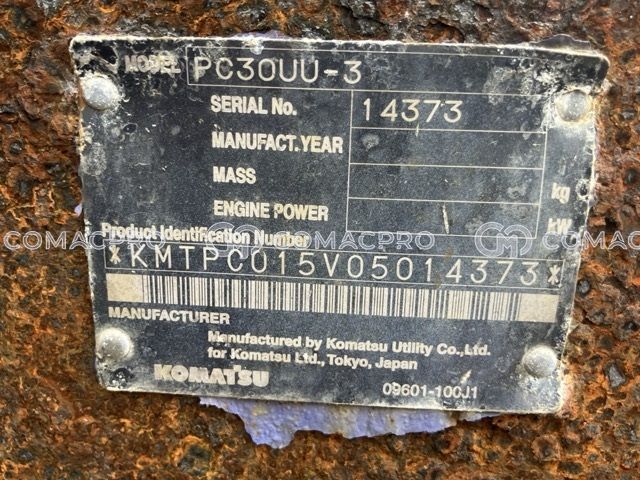 MODEL PC30UU-3
SERIAL No. 14373
MANUFACT.YEAR
MASS kg
ENGINE POWER kW
Product Identification Number
COMACPRO COMACPRO COMACPRO
*KMTPC015V05014373*
MANUFACTURER
Manufactured by Komatsu Utility Co.,Ltd.
for Komatsu Ltd., Tokyo, Japan
KOMATSU
09601-100J1